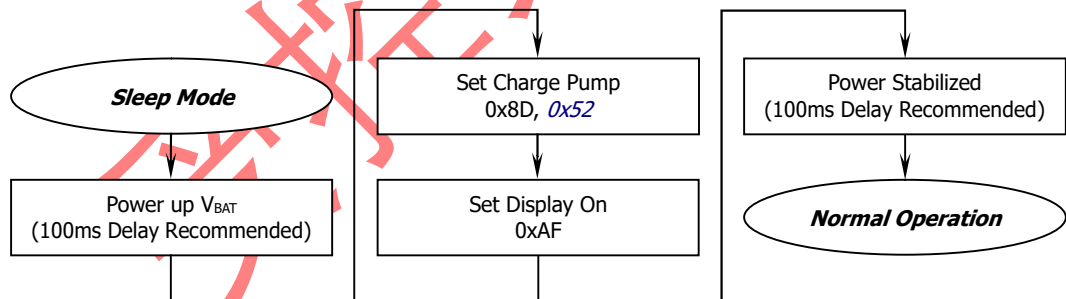 Sleep Mode
Power up VBAT
(100ms Delay Recommended)
Set Charge Pump
0x8D, 0x52
Set Display On
0xAF
Power Stabilized
(100ms Delay Recommended)
Normal Operation